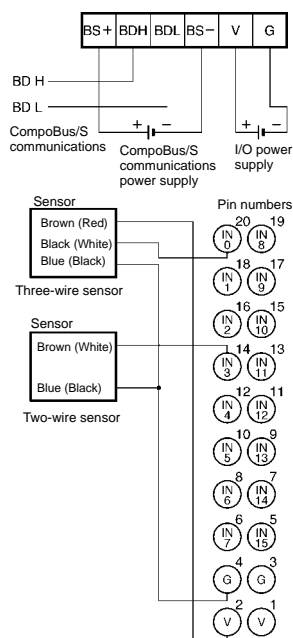 BS+ BDH BDL BS− V G
BD H
BD L
+ − + −
CompoBus/S
communications
CompoBus/S
communications
power supply
I/O power
supply
Sensor
Brown (Red)
Black (White)
Blue (Black)
Three-wire sensor
Sensor
Brown (White)
Blue (Black)
Two-wire sensor
Pin numbers
20 19
IN 0 IN 8
18 17
IN 1 IN 9
16 15
IN 2 IN 10
14 13
IN 3 IN 11
12 11
IN 4 IN 12
10 9
IN 5 IN 13
8 7
IN 6 IN 14
6 5
IN 7 IN 15
4 3
G G
2 1
V V